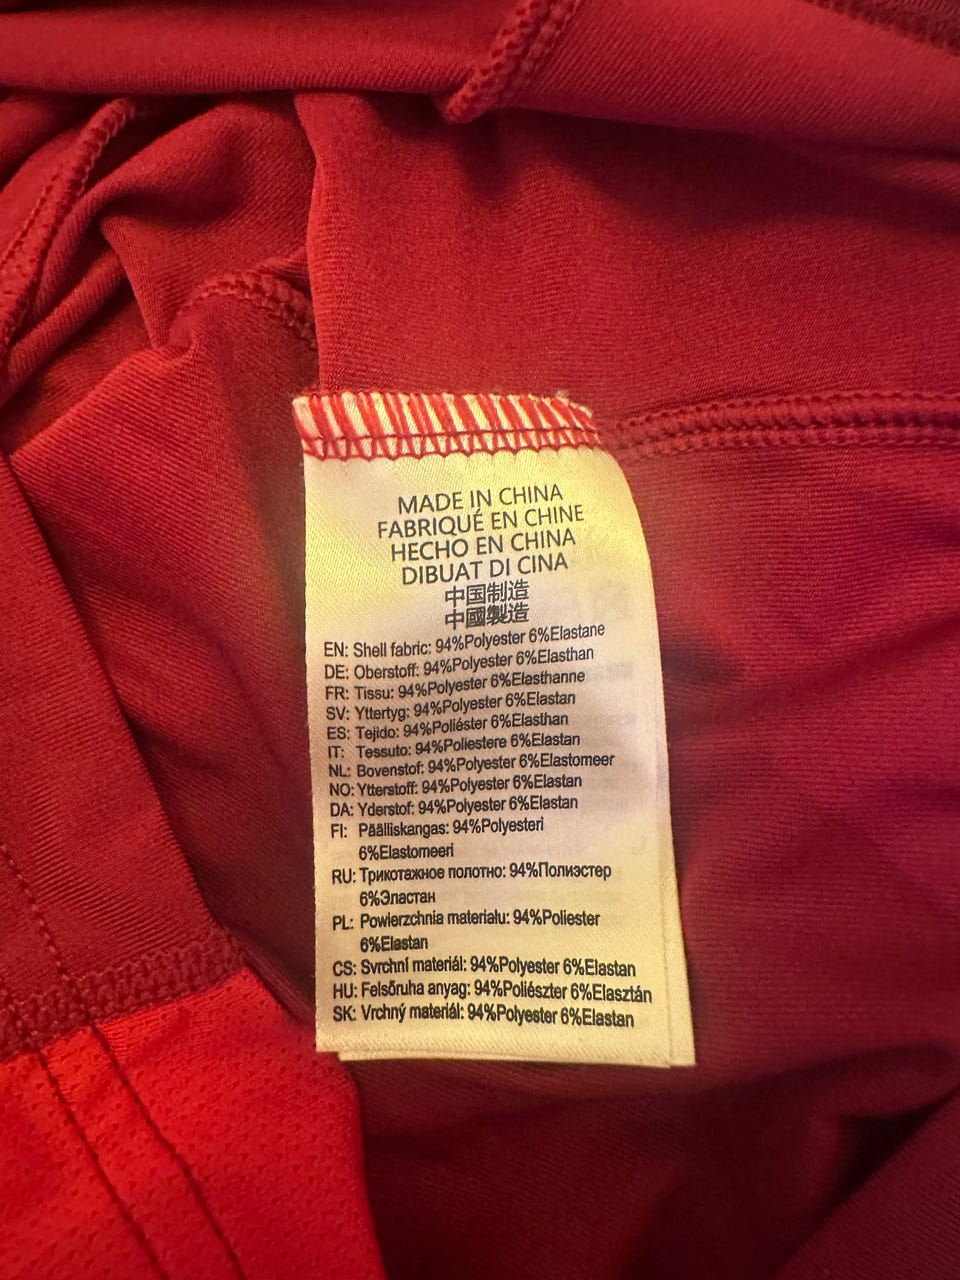 MADE IN CHINA
FABRIQUÉ EN CHINE
HECHO EN CHINA
DIBUAT DI CINA
中国制造
中國製造
EN: Shell fabric: 94%Polyester 6%Elastane
DE: Oberstoff: 94%Polyester 6%Elasthan
FR: Tissu: 94%Polyester 6%Elasthanne
SV: Yttertyg: 94%Polyester 6%Elastan
ES: Tejido: 94%Poliéster 6%Elasthan
IT: Tessuto: 94%Poliestere 6%Elastan
NL: Bovenstof: 94%Polyester 6%Elastomeer
NO: Ytterstoff: 94%Polyester 6%Elastan
DA: Yderstof: 94%Polyester 6%Elastan
FI: Päälliskangas: 94%Polyesteri
6%Elastomeeri
RU: Трикотажное полотно: 94%Полиэстер
6%Эластан
PL: Powierzchnia materiału: 94%Poliester
6%Elastan
CS: Svrchní materiál: 94%Polyester 6%Elastan
HU: Felsőruha anyag: 94%Poliészter 6%Elasztán
SK: Vrchný materiál: 94%Polyester 6%Elastan